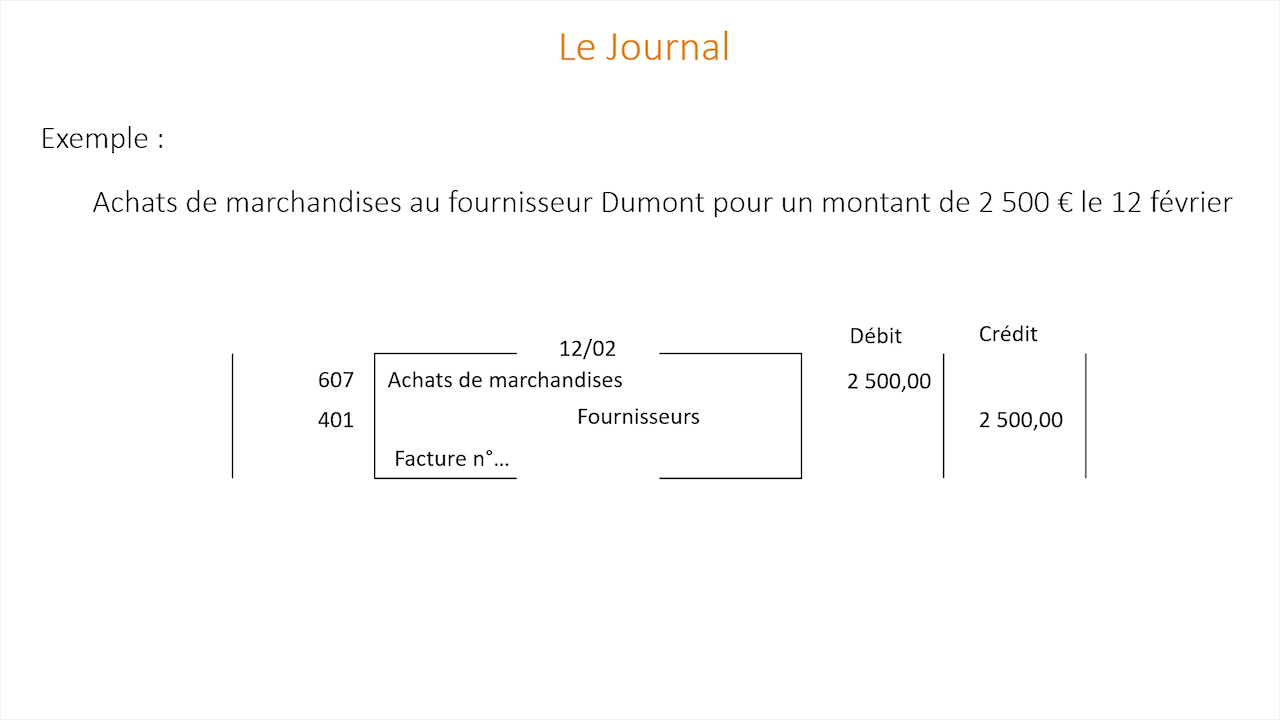 Le Journal
Exemple :
Achats de marchandises au fournisseur Dumont pour un montant de 2 500 € le 12 février
12/02 Débit Crédit
607 Achats de marchandises 2 500,00
401 Fournisseurs 2 500,00
Facture n°...